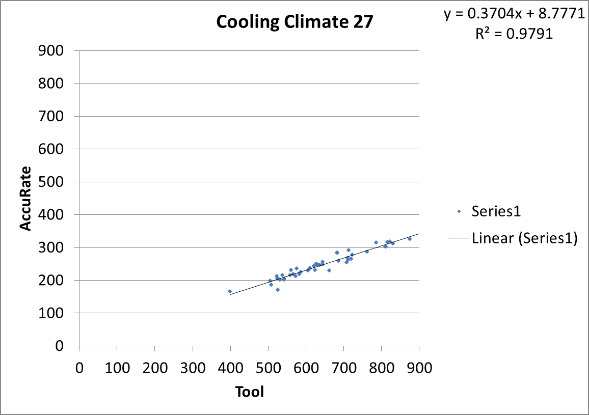 Cooling Climate 27
y = 0.3704x + 8.7771
R² = 0.9791
900
800
700
600
500
400
300
200
100
0
AccuRate
0 100 200 300 400 500 600 700 800 900
Tool
Series1
Linear (Series1)